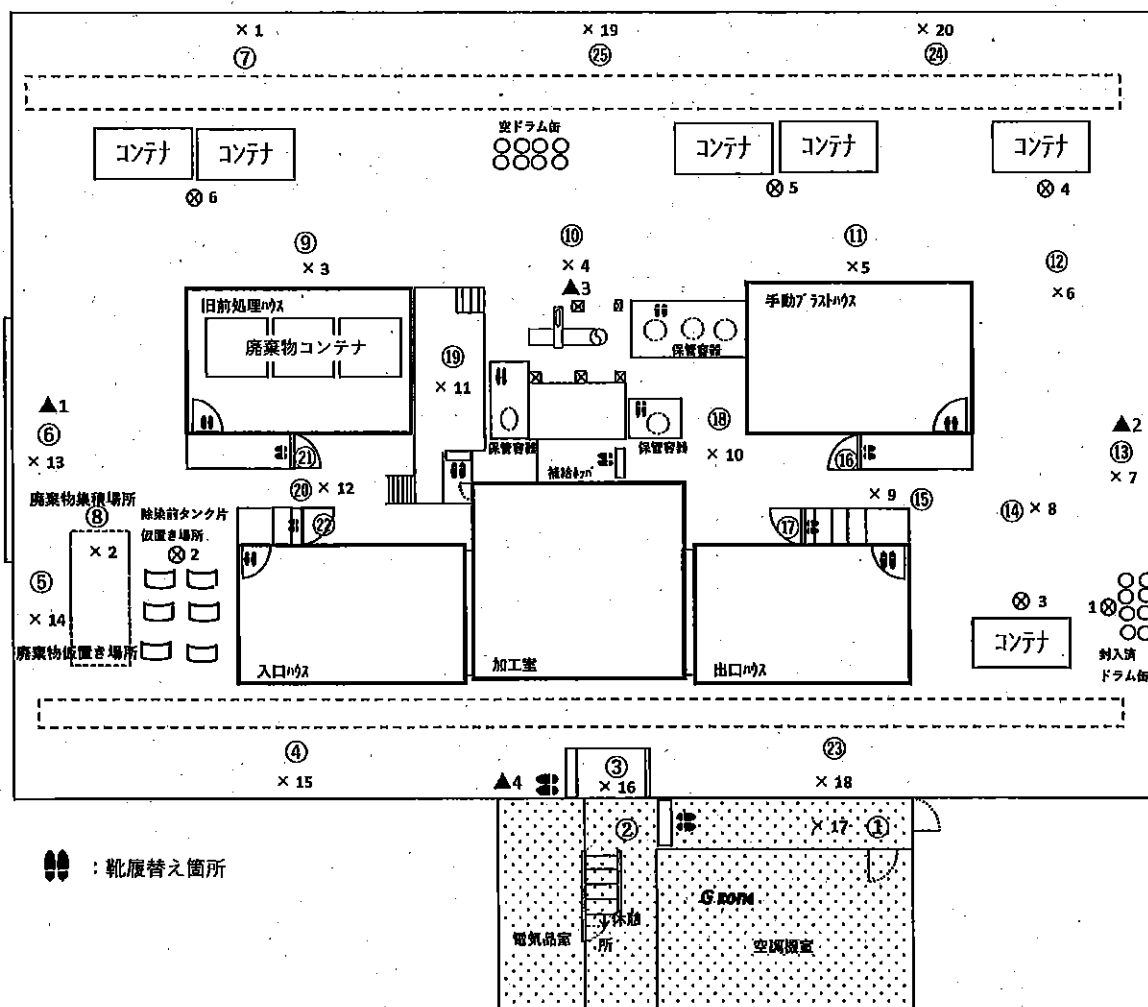 × 1
× 19
× 20
⑦
㉕
㉔
コンテナ
コンテナ
空ドラム缶
コンテナ
コンテナ
コンテナ
⊗ 6
⊗ 5
⊗ 4
⑨
⑩
⑪
⑫
× 3
× 4
× 5
× 6
▲3
旧前処理ハウス
手動ブラストハウス
廃棄物コンテナ
⑲
保管容器
× 11
▲1
▲2
⑥
⑱
⑬
× 13
㉑
保管容器
保管容器
× 10
⑯
× 7
補給ホッパ
廃棄物集積場所
⑳
× 12
× 9
⑮
⑧
除染前タンク片
仮置き場所
㉒
⑰
⑭
× 8
× 2
⊗ 2
⑤
⊗ 3
1 ⊗
× 14
コンテナ
廃棄物仮置き場所
入口ハウス
加工室
出口ハウス
封入済
ドラム缶
④
③
㉓
× 15
▲4
× 16
× 18
②
× 17
①
：靴履替え箇所
G zone
休憩
所
電気品室
空調機室